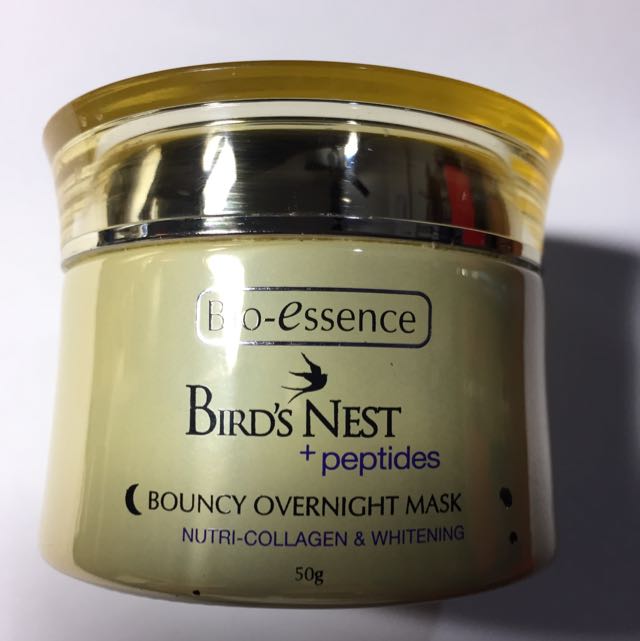 Bio-essence
BIRD'S NEST
+peptides
BOUNCY OVERNIGHT MASK
NUTRI-COLLAGEN & WHITENING
50g